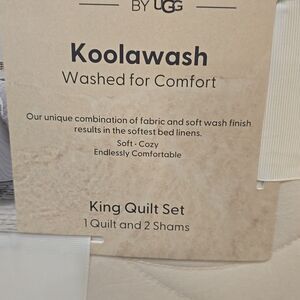 BY UGG
Koolawash
Washed for Comfort
Our unique combination of fabric and soft wash finish
results in the softest bed linens.
Soft • Cozy
Endlessly Comfortable
King Quilt Set
1 Quilt and 2 Shams